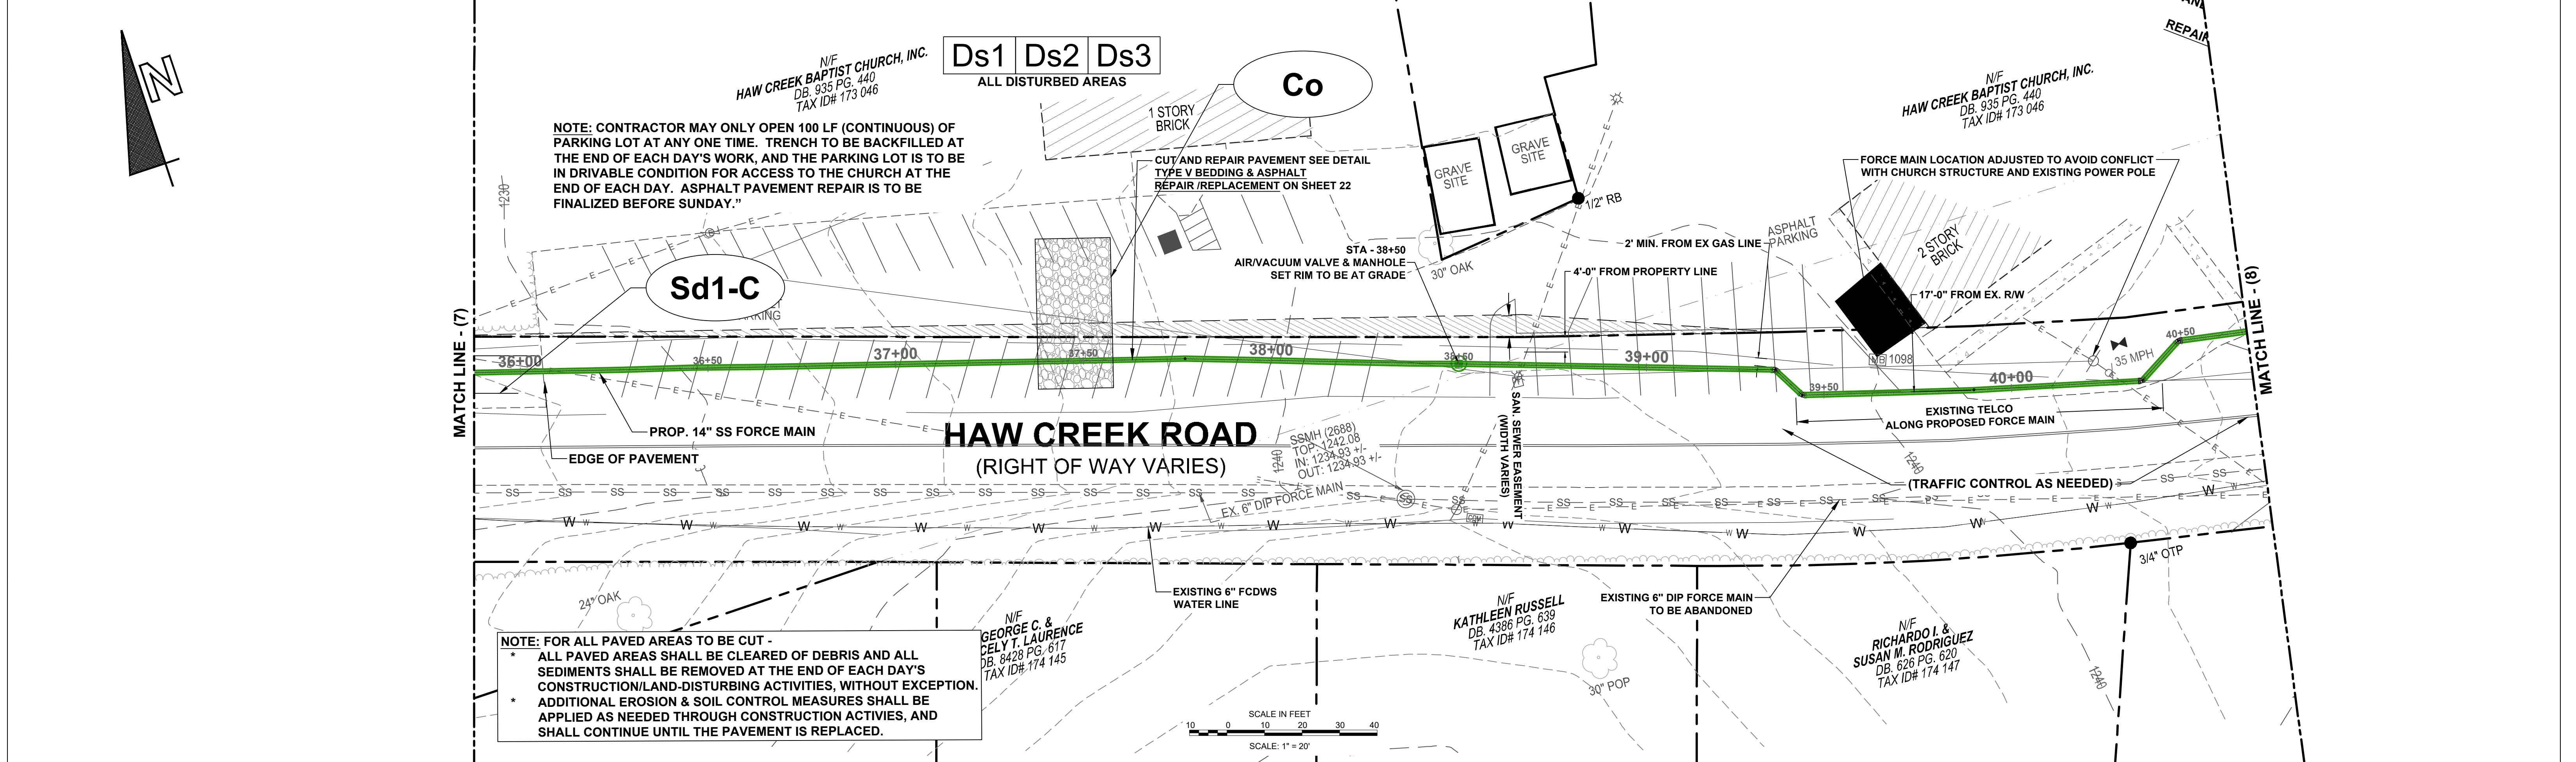 N
N/F
HAW CREEK BAPTIST CHURCH, INC.
DB. 935 PG. 440
TAX ID# 173 046
Ds1 Ds2 Ds3
ALL DISTURBED AREAS
Co
NOTE: CONTRACTOR MAY ONLY OPEN 100 LF (CONTINUOUS) OF
PARKING LOT AT ANY ONE TIME. TRENCH TO BE BACKFILLED AT
THE END OF EACH DAY'S WORK, AND THE PARKING LOT IS TO BE
IN DRIVABLE CONDITION FOR ACCESS TO THE CHURCH AT THE
END OF EACH DAY. ASPHALT PAVEMENT REPAIR IS TO BE
FINALIZED BEFORE SUNDAY.”
1 STORY
BRICK
CUT AND REPAIR PAVEMENT SEE DETAIL
TYPE V BEDDING & ASPHALT
REPAIR /REPLACEMENT ON SHEET 22
GRAVE
SITE
GRAVE
SITE
1/2" RB
30" OAK
STA - 38+50
AIR/VACUUM VALVE & MANHOLE
SET RIM TO BE AT GRADE
2' MIN. FROM EX GAS LINE
4'-0" FROM PROPERTY LINE
ASPHALT
PARKING
N/F
HAW CREEK BAPTIST CHURCH, INC.
DB. 935 PG. 440
TAX ID# 173 046
REPAIR
FORCE MAIN LOCATION ADJUSTED TO AVOID CONFLICT
WITH CHURCH STRUCTURE AND EXISTING POWER POLE
2 STORY
BRICK
17'-0" FROM EX. R/W
1230
Sd1-C
MATCH LINE - (7)
MATCH LINE - (8)
36+00
36+50
37+00
37+50
38+00
38+50
39+00
39+50
40+00
40+50
1098
35 MPH
EXISTING TELCO
ALONG PROPOSED FORCE MAIN
PROP. 14" SS FORCE MAIN
EDGE OF PAVEMENT
HAW CREEK ROAD
(RIGHT OF WAY VARIES)
1240
SSMH (2688)
TOP: 1242.08
IN: 1234.93 +/-
OUT: 1234.93 +/-
EX. 6" DIP FORCE MAIN
SAN. SEWER EASEMENT
(WIDTH VARIES)
1240
(TRAFFIC CONTROL AS NEEDED)
EXISTING 6" FCDWS
WATER LINE
EXISTING 6" DIP FORCE MAIN
TO BE ABANDONED
3/4" OTP
24" OAK
NOTE: FOR ALL PAVED AREAS TO BE CUT -
* ALL PAVED AREAS SHALL BE CLEARED OF DEBRIS AND ALL
SEDIMENTS SHALL BE REMOVED AT THE END OF EACH DAY'S
CONSTRUCTION/LAND-DISTURBING ACTIVITIES, WITHOUT EXCEPTION.
* ADDITIONAL EROSION & SOIL CONTROL MEASURES SHALL BE
APPLIED AS NEEDED THROUGH CONSTRUCTION ACTIVIES, AND
SHALL CONTINUE UNTIL THE PAVEMENT IS REPLACED.
N/F
GEORGE C. &
CELY T. LAURENCE
DB. 8428 PG. 617
TAX ID# 174 145
N/F
KATHLEEN RUSSELL
DB. 4386 PG. 639
TAX ID# 174 146
30" POP
N/F
RICHARDO I. &
SUSAN M. RODRIGUEZ
DB. 626 PG. 620
TAX ID# 174 147
1240
SCALE IN FEET
10 0 10 20 30 40
SCALE: 1" = 20'